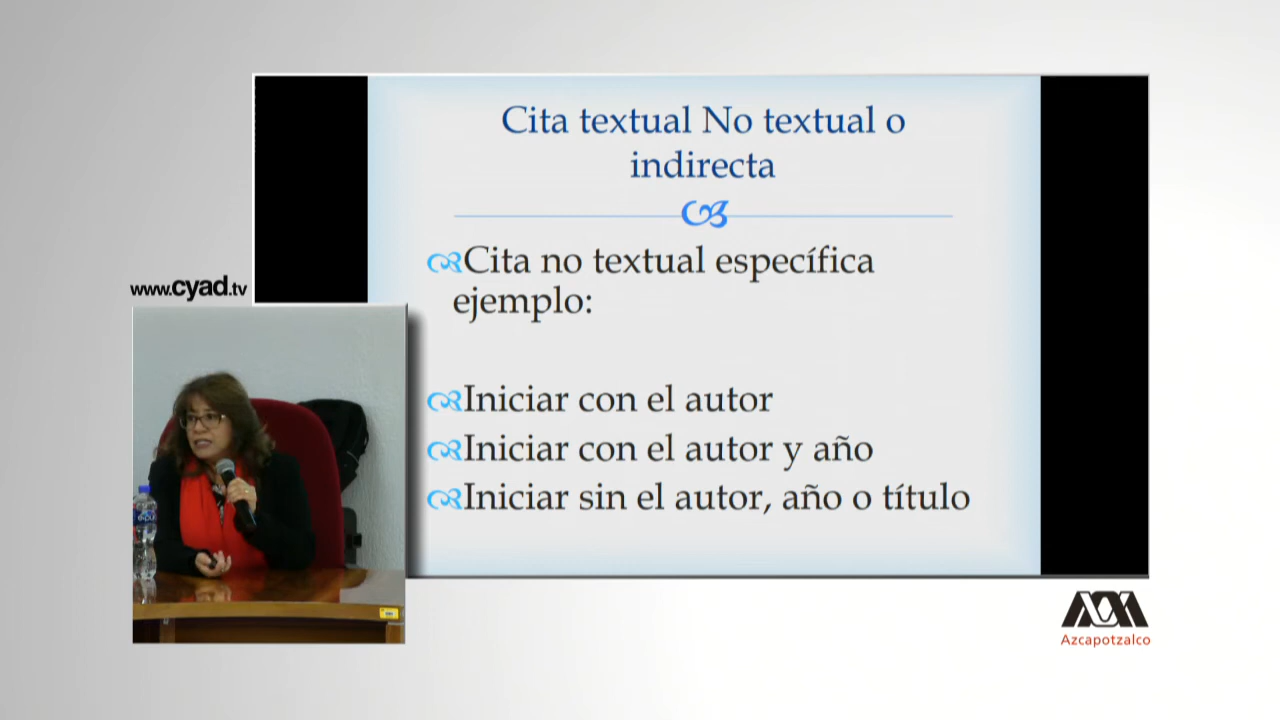 Cita textual No textual o
indirecta
Cita no textual específica
ejemplo:
Iniciar con el autor
Iniciar con el autor y año
Iniciar sin el autor, año o título
www.cyad.tv
Azcapotzalco